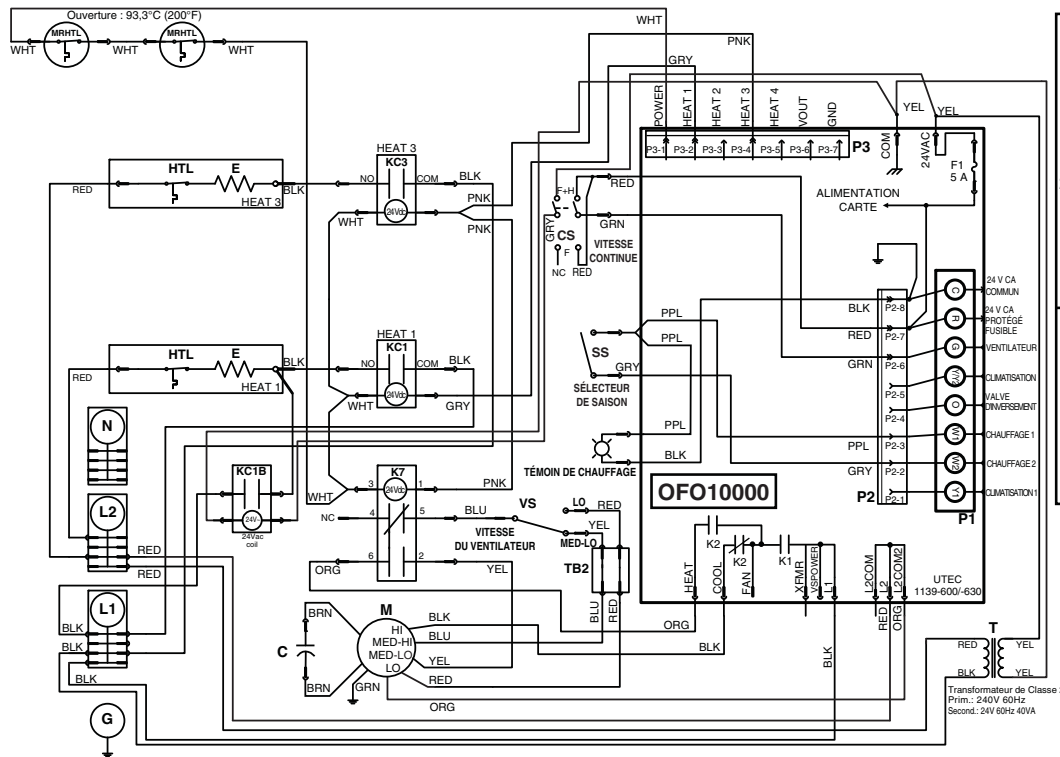 Ouverture : 93,3°C (200°F)
MRHTL
MRHTL
WHT
WHT
WHT
WHT
PNK
GRY
YEL
YEL
POWER
HEAT 1
HEAT 2
HEAT 3
HEAT 4
VOUT
GND
P3-1
P3-2
P3-3
P3-4
P3-5
P3-6
P3-7
P3
COM
24VAC
F1
5 A
ALIMENTATION
CARTE
HEAT 3
KC3
NO
COM
24Vdc
BLK
PNK
PNK
WHT
RED
HTL
E
BLK
HEAT 3
F+H
RED
GRN
GRY
CS
VITESSE
CONTINUE
F
NC
RED
HEAT 1
KC1
NO
COM
24Vdc
BLK
GRY
WHT
RED
HTL
E
BLK
HEAT 1
SS
PPL
PPL
GRY
SÉLECTEUR
DE SAISON
PPL
BLK
TÉMOIN DE CHAUFFAGE
BLK
P2-8
RED
P2-7
GRN
P2-6
P2-5
P2-4
PPL
P2-3
GRY
P2-2
P2-1
P2
C
R
G
Y/Y2
O
W1
W2
Y1
P1
24 V CA
COMMUN
24 V CA
PROTÉGÉ
FUSIBLE
VENTILATEUR
CLIMATISATION
VALVE
D'INVERSEMENT
CHAUFFAGE 1
CHAUFFAGE 2
CLIMATISATION 1
N
KC1B
24V~
24Vac
coil
L2
RED
RED
WHT
K7
3
24Vdc
1
PNK
NC
4
5
BLU
6
2
ORG
YEL
VS
VITESSE
DU VENTILATEUR
LO
RED
YEL
MED-LO
TB2
BLU
RED
OFO10000
K2
K2
K1
HEAT
COOL
FAN
XFMR
VSPOWER
L1
L2COM
L2
L2COM2
UTEC
1139-600/-630
ORG
BLK
BLK
RED
ORG
L1
BLK
BLK
BLK
C
BRN
BRN
M
HI
MED-HI
MED-LO
LO
BLK
BLU
YEL
RED
GRN
ORG
G
T
RED
YEL
BLK
YEL
Transformateur de Classe 2
Prim.: 240V 60Hz
Second.: 24V 60Hz 40VA